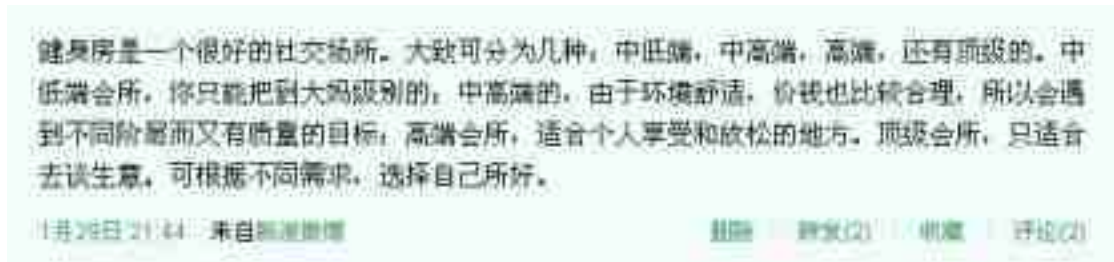 健身房是一个很好的社交场所。大致可分为几种，中低端，中高端，高端，还有顶级的。中
低端会所，你只能把到大妈级别的；中高端的，由于环境舒适，价钱也比较合理，所以会遇
到不同阶层而又有质量的目标；高端会所，适合个人享受和放松的地方。顶级会所，只适合
去谈生意。可根据不同需求，选择自己所好。
1月29日 21:44 来自新浪微博 删除 转发(2) 收藏 评论(2)